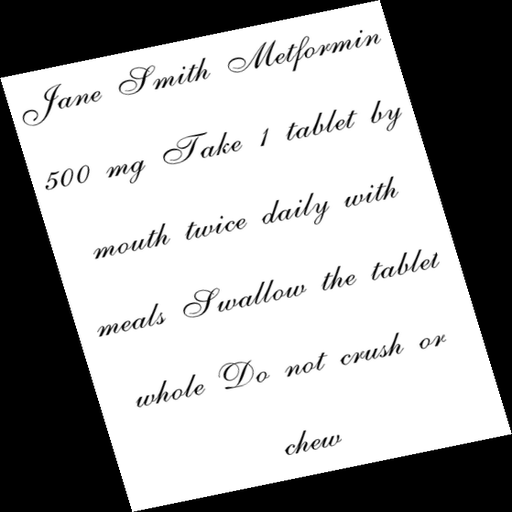 Jane Smith Metformin
500 mg Take 1 tablet by
mouth twice daily with
meals Swallow the tablet
whole Do not crush or
chew